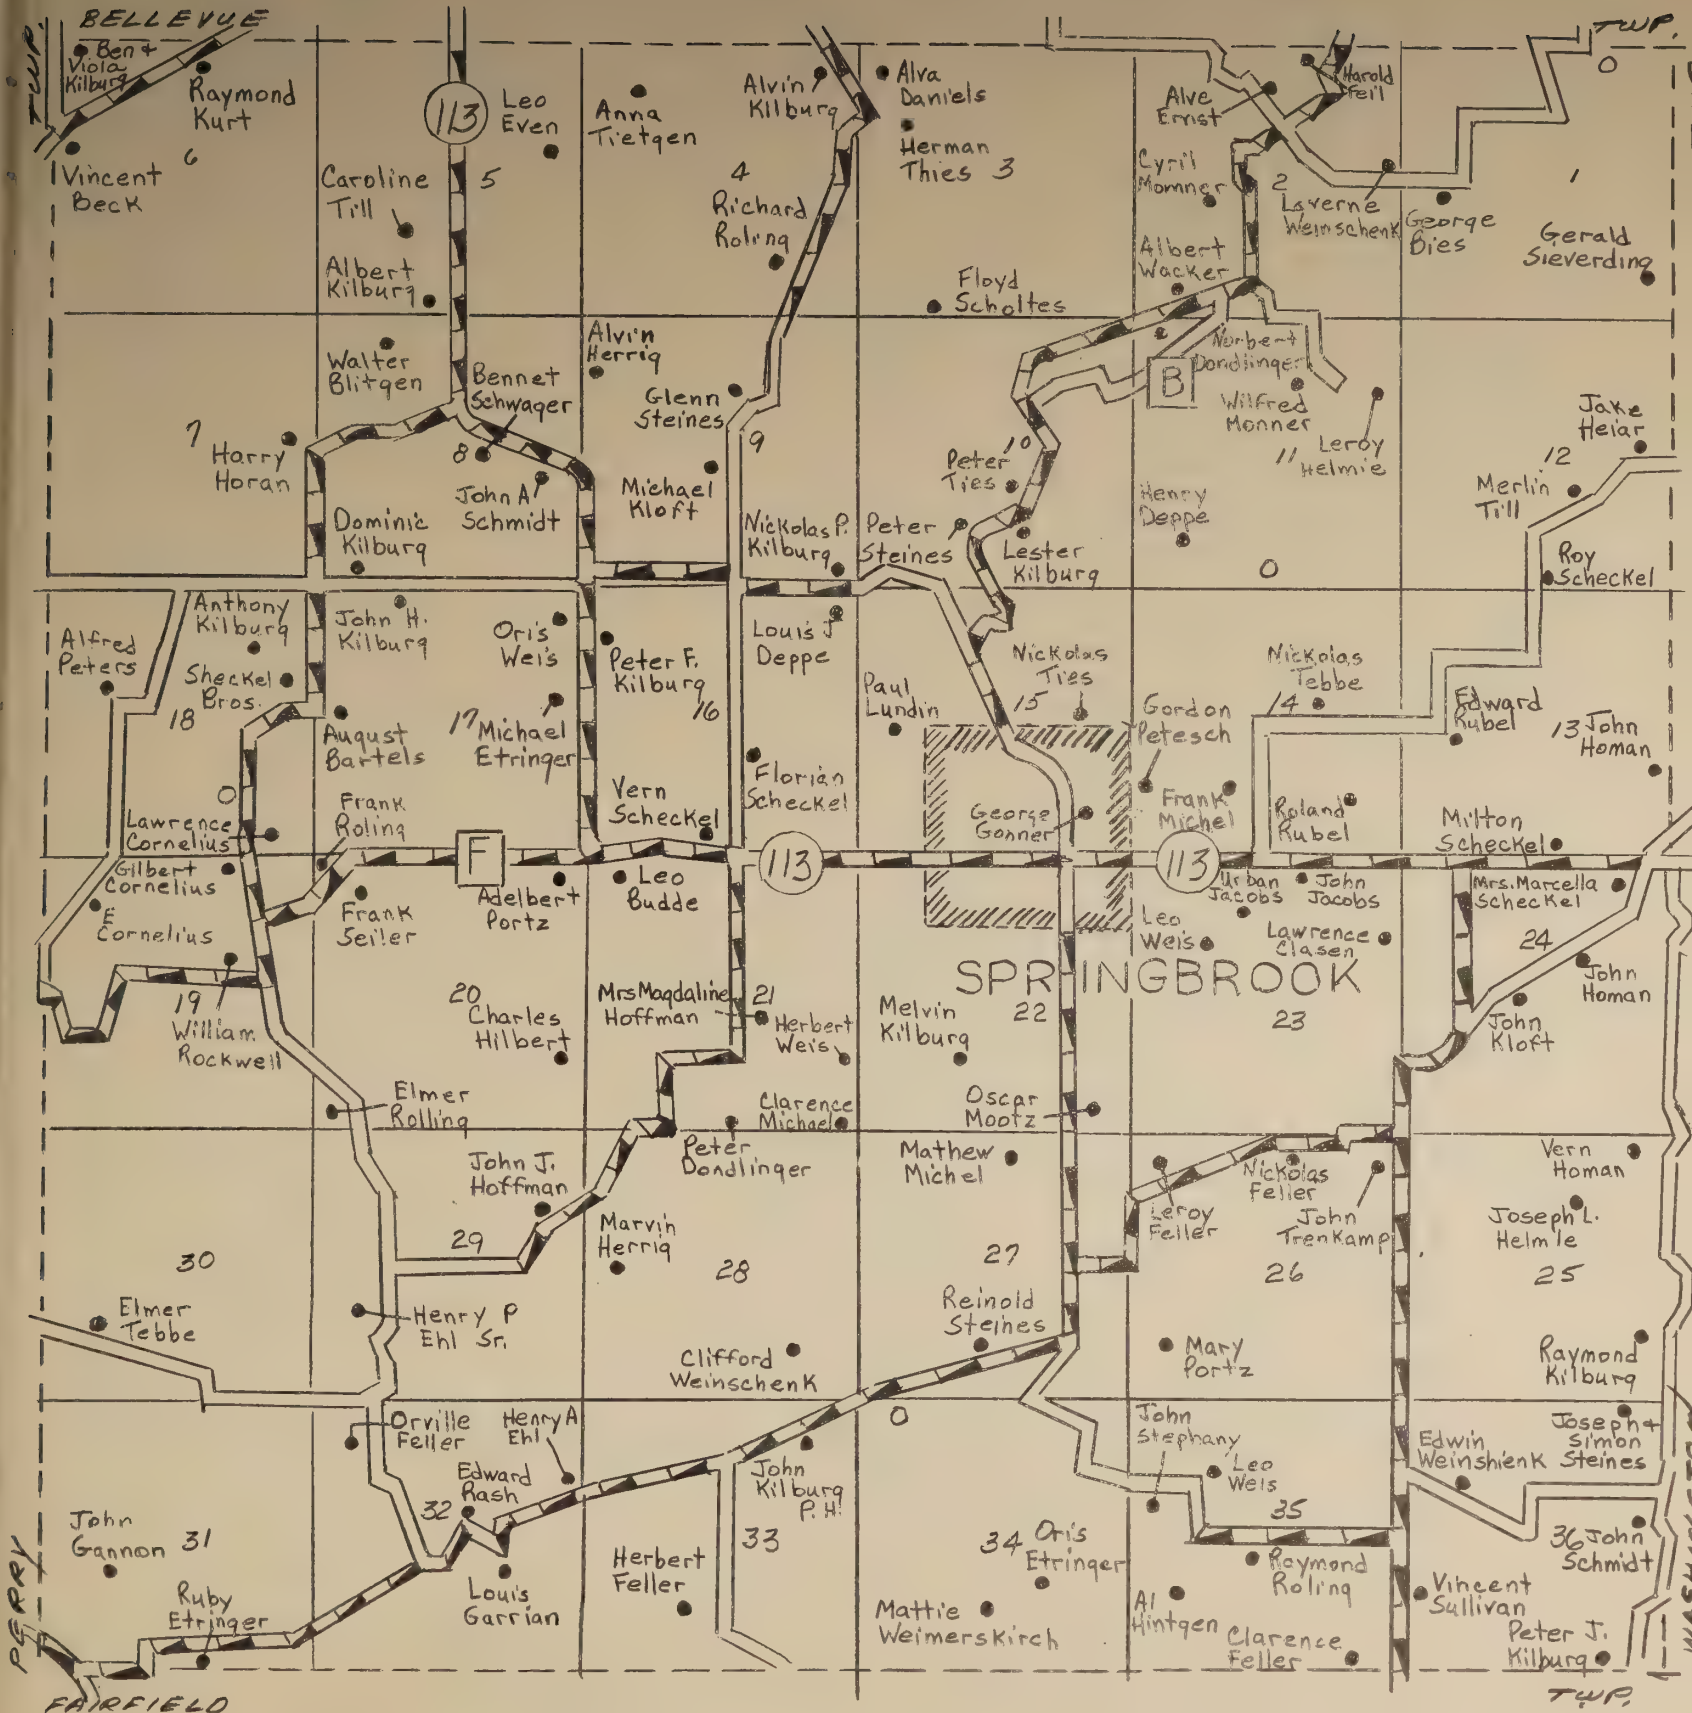 BELLEVUE
TWP.
TWP.
Ben +
Viola
Kilburg
Raymond
Kurt
6
Vincent
Beck
113
Leo
Even
Caroline
Till
5
Albert
Kilburg
Anna
Tietgen
Alvin
Kilburg
4
Richard
Roling
Alva
Daniels
Herman
Thies 3
Floyd
Scholtes
Alve
Ernst
Harold
Feil
Cyril
Momner
2
Laverne
Weinschenk
Albert
Wacker
O
1
George
Bies
Gerald
Sieverding
7
Harry
Horan
Walter
Blitgen
Bennet
Schwager
8
John A
Schmidt
Dominic
Kilburg
Alvin
Herrig
Glenn
Steines
9
Michael
Kloft
Nickolas P.
Kilburg
10
Peter
Ties
Peter
Steines
Lester
Kilburg
Norbert
Dondlinger
B
Wilfred
Monner
11
Leroy
Helmie
Henry
Deppe
O
Jake
Heiar
12
Merlin
Till
Roy
Scheckel
Anthony
Kilburg
Alfred
Peters
Sheckel
Bros.
18
O
Lawrence
Cornelius
John H.
Kilburg
Oris
Weis
August
Bartels
17 Michael
Etringer
Frank
Roling
Peter F.
Kilburg
16
Vern
Scheckel
Louis J
Deppe
Florian
Scheckel
Nickolas
Ties
Paul
Lundin
15
George
Gonner
Nickolas
Tebbe
14
Gordon
Petesch
Frank
Michel
Roland
Rubel
Edward
Rubel
13 John
Homan
Milton
Scheckel
F
113
113
Gilbert
Cornelius
E
Cornelius
19
William
Rockwell
Frank
Seiler
Adelbert
Portz
20
Charles
Hilbert
Elmer
Rolling
Leo
Budde
Mrs Magdaline
Hoffman
21
Herbert
Weis
Clarence
Michael
SPRINGBROOK
Melvin
Kilburg
22
Oscar
Mootz
Urban
Jacobs
John
Jacobs
Leo
Weis
Lawrence
Clasen
23
Mrs. Marcella
Scheckel
24
John
Homan
John
Kloft
30
Elmer
Tebbe
John J.
Hoffman
29
Henry P
Ehl Sr.
Peter
Dondlinger
Marvin
Herrig
28
Clifford
Weinschenk
Mathew
Michel
27
Reinold
Steines
Nickolas
Feller
Leroy
Feller
John
Trenkamp
26
Mary
Portz
Vern
Homan
Joseph L.
Helmle
25
Raymond
Kilburg
John
Gannon
31
Ruby
Etringer
Orville
Feller
Henry A
Ehl
Edward
Rash
32
Louis
Garrian
John
Kilburg
P.H.
33
Herbert
Feller
O
34 Oris
Etringer
Mattie
Weimerskirch
John
Stephany
Leo
Weis
35
Raymond
Roling
Al
Hintgen
Clarence
Feller
Joseph +
Simon
Steines
Edwin
Weinshienk
36 John
Schmidt
Vincent
Sullivan
Peter J.
Kilburg
PERRY
FAIRFIELD
TWP.